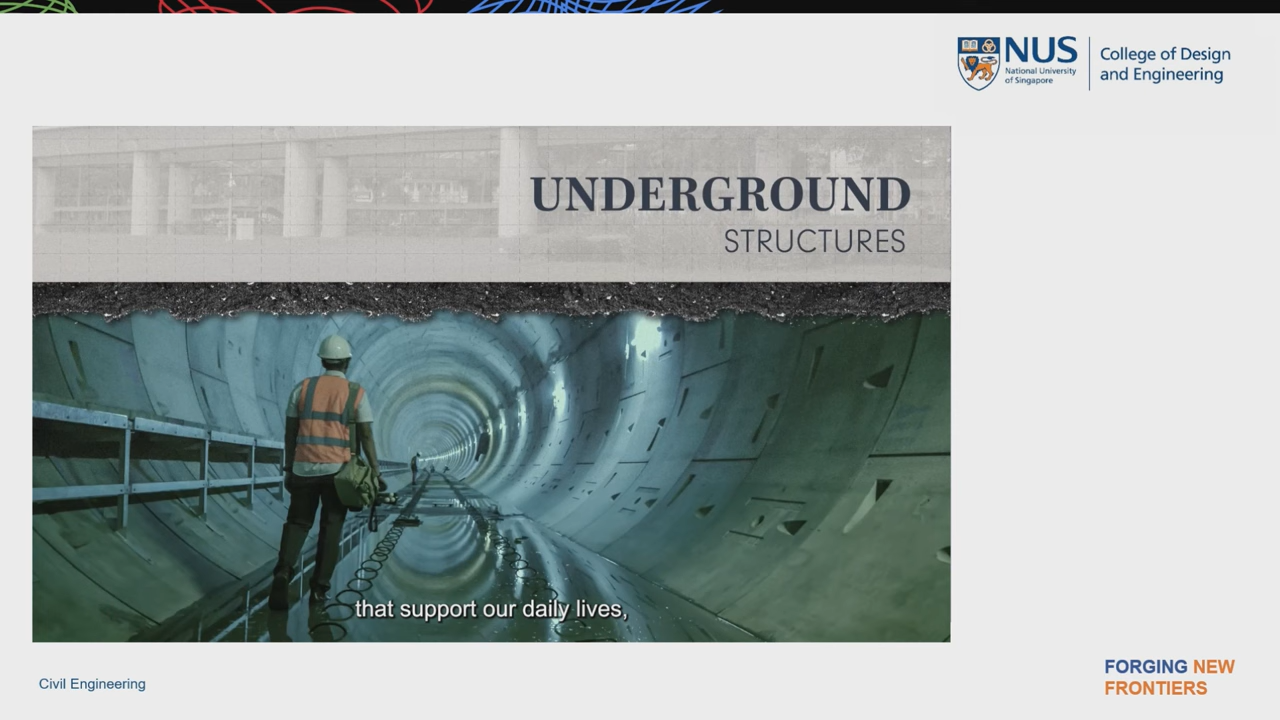 NUS
National University
of Singapore
College of Design
and Engineering
UNDERGROUND
STRUCTURES
that support our daily lives,
Civil Engineering
FORGING NEW
FRONTIERS